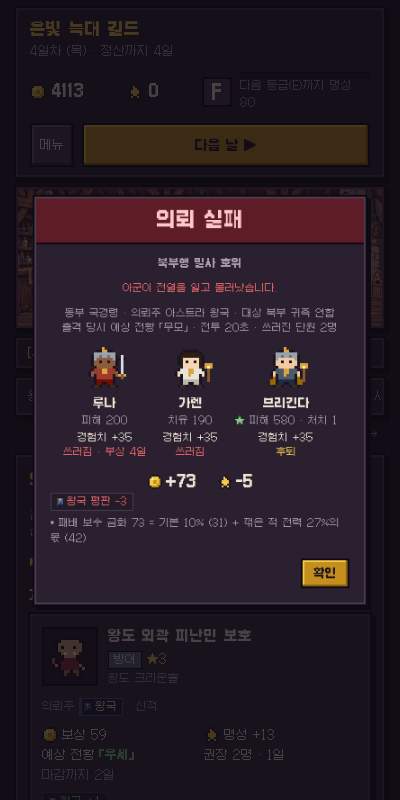 은빛 늑대 길드
4일차 (목) · 정산까지 4일
4113
0
F
다음 등급(E)까지 명성
80
메뉴
다음 날 ▶
의뢰 실패
북부행 밀사 호위
아군이 전열을 잃고 물러났습니다.
동부 국경령 · 의뢰주 아스트라 왕국 · 대상 북부 귀족 연합
출격 당시 예상 전황 「무모」 · 전투 20호 · 쓰러진 단원 2명
루나
가렌
브리긴다
피해 200
치유 190
★ 피해 580 · 처치 1
경험치 +35
경험치 +35
경험치 +35
쓰러짐 · 부상 4일
쓰러짐
후퇴
+73
-5
왕국 평판 -3
• 패배 보수 금화 73 = 기본 10% (31) + 꺾은 적 전력 27%의
몫 (42)
확인
왕도 외곽 피난민 보호
방어
★3
의뢰주
왕국
보상 59
명성 +13
예상 전황 「우세」
권장 2명 · 1일
마감까지 2일